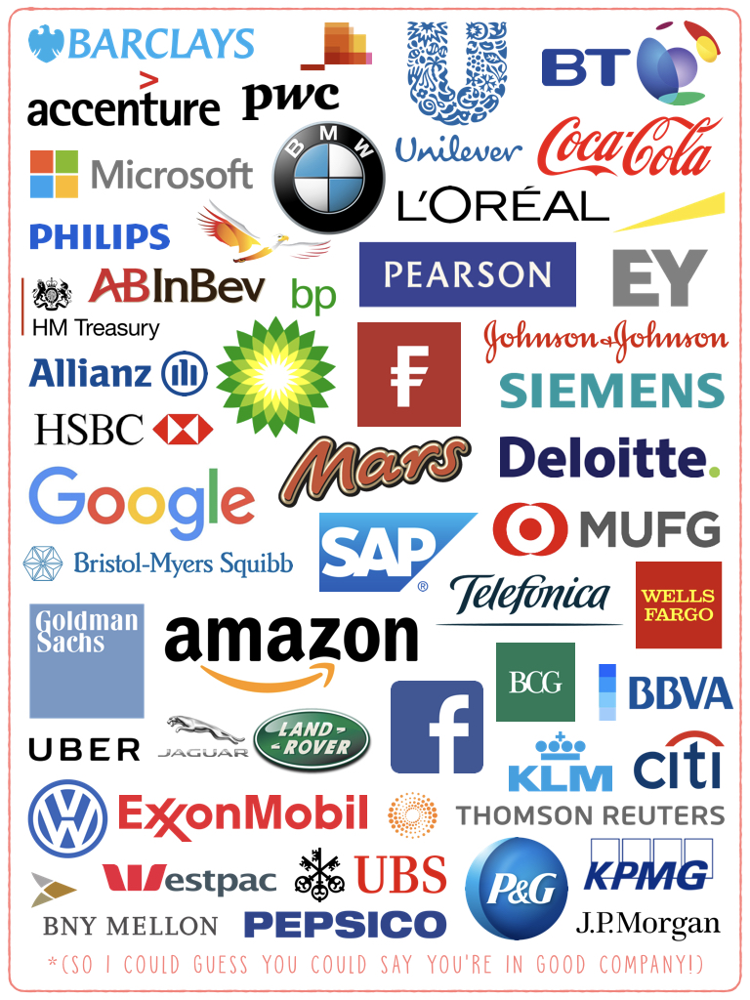 BARCLAYS
accenture
>
pwc
Unilever
BT
Microsoft
BMW
Coca-Cola
L'ORÉAL
PHILIPS
ABInBev
bp
PEARSON
EY
HM Treasury
Johnson & Johnson
Allianz
SIEMENS
HSBC
Mars
Deloitte.
Google
SAP
®
MUFG
Bristol-Myers Squibb
Telefónica
WELLS
FARGO
Goldman
Sachs
amazon
BCG
BBVA
UBER
JAGUAR
LAND-
-ROVER
f
KLM
citi
VW
ExxonMobil
THOMSON REUTERS
Westpac
UBS
P&G
KPMG
BNY MELLON
PEPSICO
J.P.Morgan
*(SO I COULD GUESS YOU COULD SAY YOU'RE IN GOOD COMPANY!)